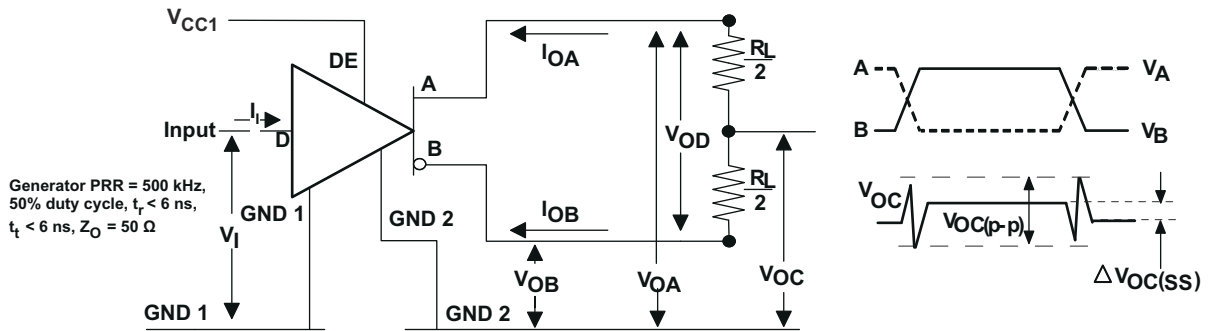 VCC1
DE
IOA
A
II
Input
D
B
RL
2
VOD
RL
2
Generator PRR = 500 kHz,
50% duty cycle, tr < 6 ns,
tt < 6 ns, ZO = 50 Ω
GND 1
VI
GND 2
IOB
VOB
VOA
VOC
GND 1
GND 2
A
VA
B
VB
VOC
VOC(p-p)
Δ VOC(SS)